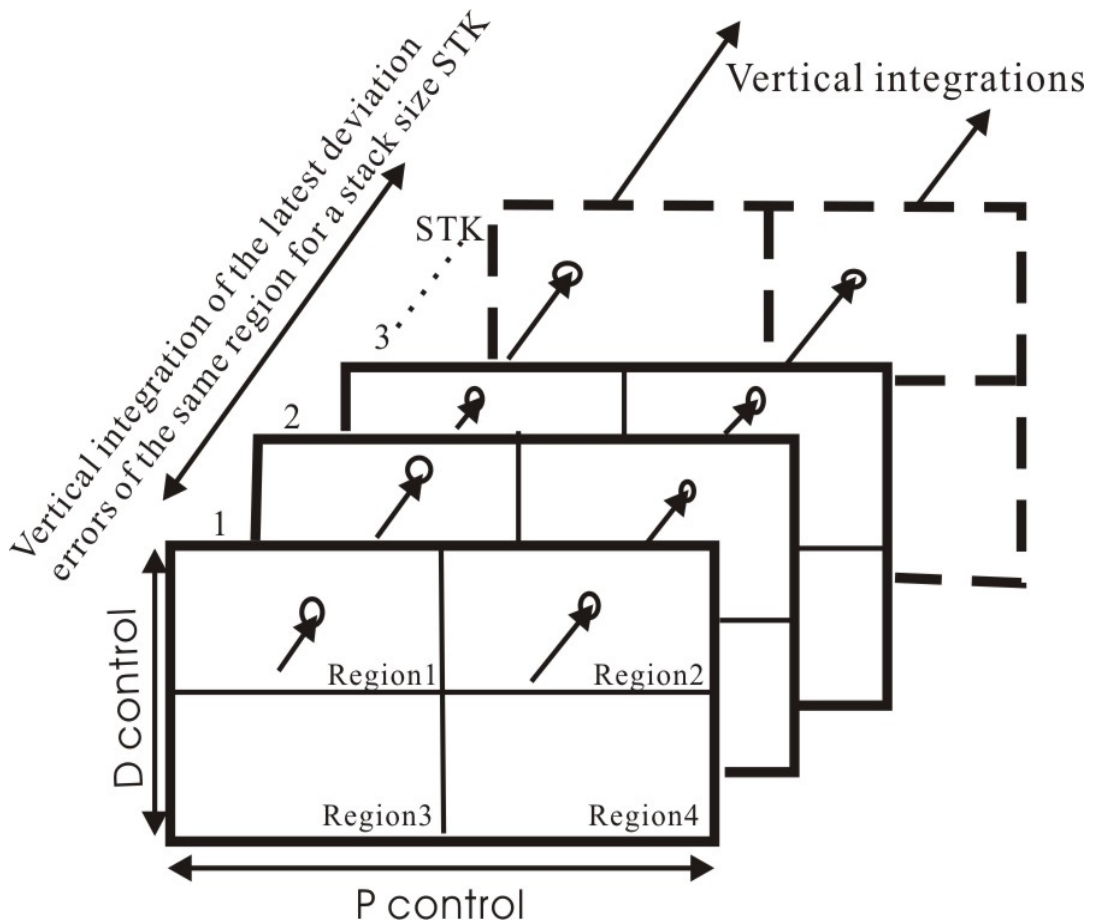 Vertical integration of the latest deviation
errors of the same region for a stack size STK
Vertical integrations
STK
3
2
1
Region1
Region2
Region3
Region4
D control
P control